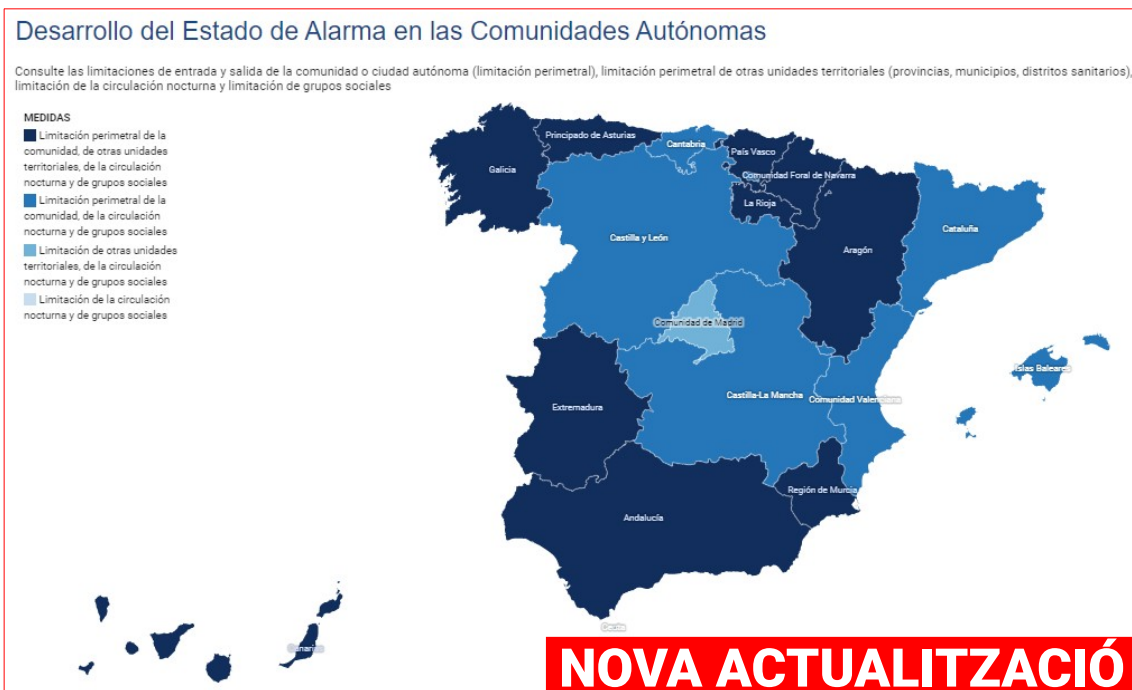 Desarrollo del Estado de Alarma en las Comunidades Autónomas
Consulte las limitaciones de entrada y salida de la comunidad o ciudad autónoma (limitación perimetral), limitación perimetral de otras unidades territoriales (provincias, municipios, distritos sanitarios),
limitación de la circulación nocturna y limitación de grupos sociales
MEDIDAS
Limitación perimetral de la
comunidad, de otras unidades
territoriales, de la circulación
nocturna y de grupos sociales
Limitación perimetral de la
comunidad, de la circulación
nocturna y de grupos sociales
Limitación de otras unidades
territoriales, de la circulación
nocturna y de grupos sociales
Limitación de la circulación
nocturna y de grupos sociales
Principado de Asturias
Cantabria
País Vasco
Galicia
Comunidad Foral de Navarra
La Rioja
Cataluña
Castilla y León
Aragón
Comunidad de Madrid
Islas Baleares
Castilla-La Mancha
Comunidad Valenciana
Extremadura
Región de Murcia
Andalucía
Ceuta
Canarias
NOVA ACTUALITZACIÓ